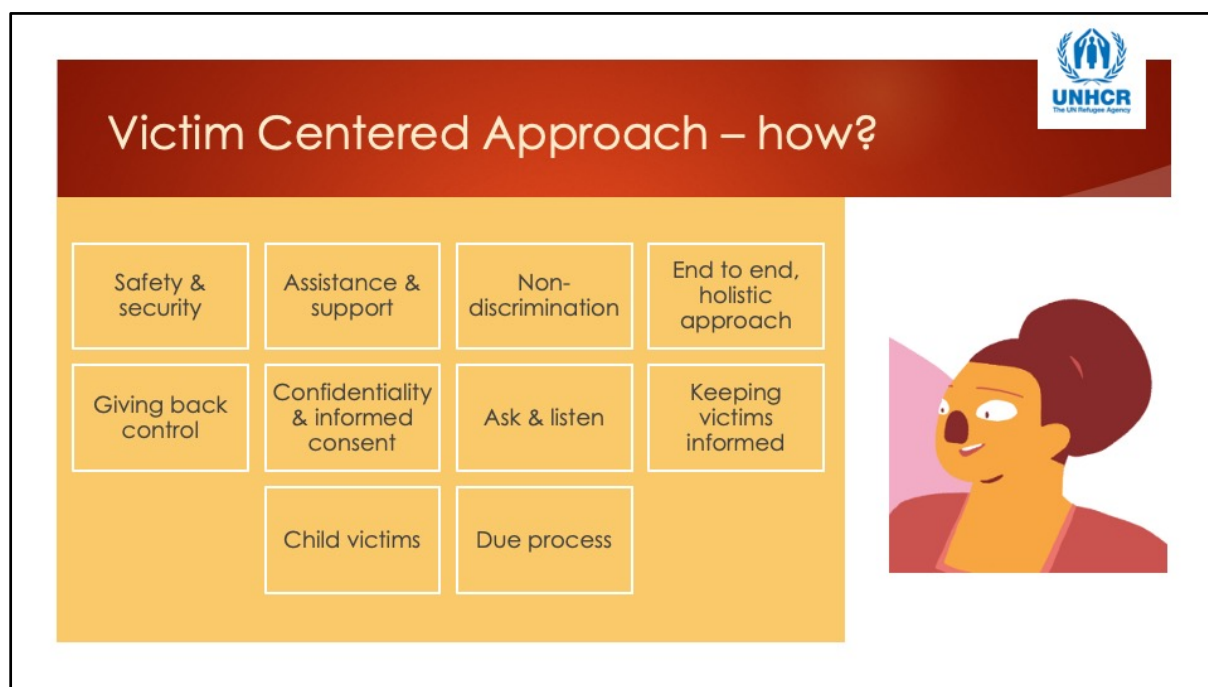 UNHCR
The UN Refugee Agency
Victim Centered Approach – how?
Safety &
security
Assistance &
support
Non-
discrimination
End to end,
holistic
approach
Giving back
control
Confidentiality
& informed
consent
Ask & listen
Keeping
victims
informed
Child victims
Due process